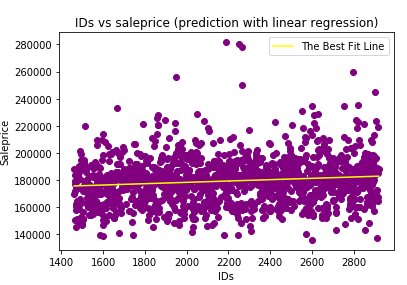 IDs vs saleprice (prediction with linear regression)
The Best Fit Line
280000
260000
240000
220000
200000
180000
160000
140000
Saleprice
1400 1600 1800 2000 2200 2400 2600 2800
IDs